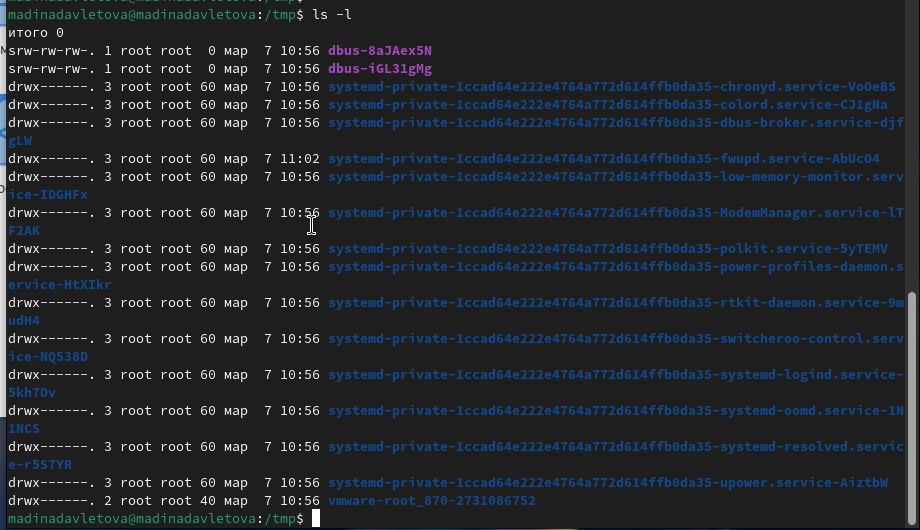 madinadavletova@madinadavletova:/tmp$ ls -l
итого 0
srw-rw-rw-. 1 root root  0 мар  7 10:56 dbus-8aJAex5N
srw-rw-rw-. 1 root root  0 мар  7 10:56 dbus-iGL31gMg
drwx------. 3 root root 60 мар  7 10:56 systemd-private-1ccad64e222e4764a772d614ffb0da35-chronyd.service-VoOeBS
drwx------. 3 root root 60 мар  7 10:56 systemd-private-1ccad64e222e4764a772d614ffb0da35-colord.service-CJ1gNa
drwx------. 3 root root 60 мар  7 10:56 systemd-private-1ccad64e222e4764a772d614ffb0da35-dbus-broker.service-djf
gLW
drwx------. 3 root root 60 мар  7 11:02 systemd-private-1ccad64e222e4764a772d614ffb0da35-fwupd.service-AbUcO4
drwx------. 3 root root 60 мар  7 10:56 systemd-private-1ccad64e222e4764a772d614ffb0da35-low-memory-monitor.serv
ice-IDGHFx
drwx------. 3 root root 60 мар  7 10:56 systemd-private-1ccad64e222e4764a772d614ffb0da35-ModemManager.service-lT
F2AK
drwx------. 3 root root 60 мар  7 10:56 systemd-private-1ccad64e222e4764a772d614ffb0da35-polkit.service-5yTEMV
drwx------. 3 root root 60 мар  7 10:56 systemd-private-1ccad64e222e4764a772d614ffb0da35-power-profiles-daemon.s
ervice-HtXIkr
drwx------. 3 root root 60 мар  7 10:56 systemd-private-1ccad64e222e4764a772d614ffb0da35-rtkit-daemon.service-9m
udH4
drwx------. 3 root root 60 мар  7 10:56 systemd-private-1ccad64e222e4764a772d614ffb0da35-switcheroo-control.serv
ice-NQ538D
drwx------. 3 root root 60 мар  7 10:56 systemd-private-1ccad64e222e4764a772d614ffb0da35-systemd-logind.service-
5kh7Dv
drwx------. 3 root root 60 мар  7 10:56 systemd-private-1ccad64e222e4764a772d614ffb0da35-systemd-oomd.service-1N
1NCS
drwx------. 3 root root 60 мар  7 10:56 systemd-private-1ccad64e222e4764a772d614ffb0da35-systemd-resolved.servic
e-r5S7YR
drwx------. 3 root root 60 мар  7 10:56 systemd-private-1ccad64e222e4764a772d614ffb0da35-upower.service-AiztbW
drwx------. 2 root root 40 мар  7 10:56 vmware-root_870-2731086752
madinadavletova@madinadavletova:/tmp$